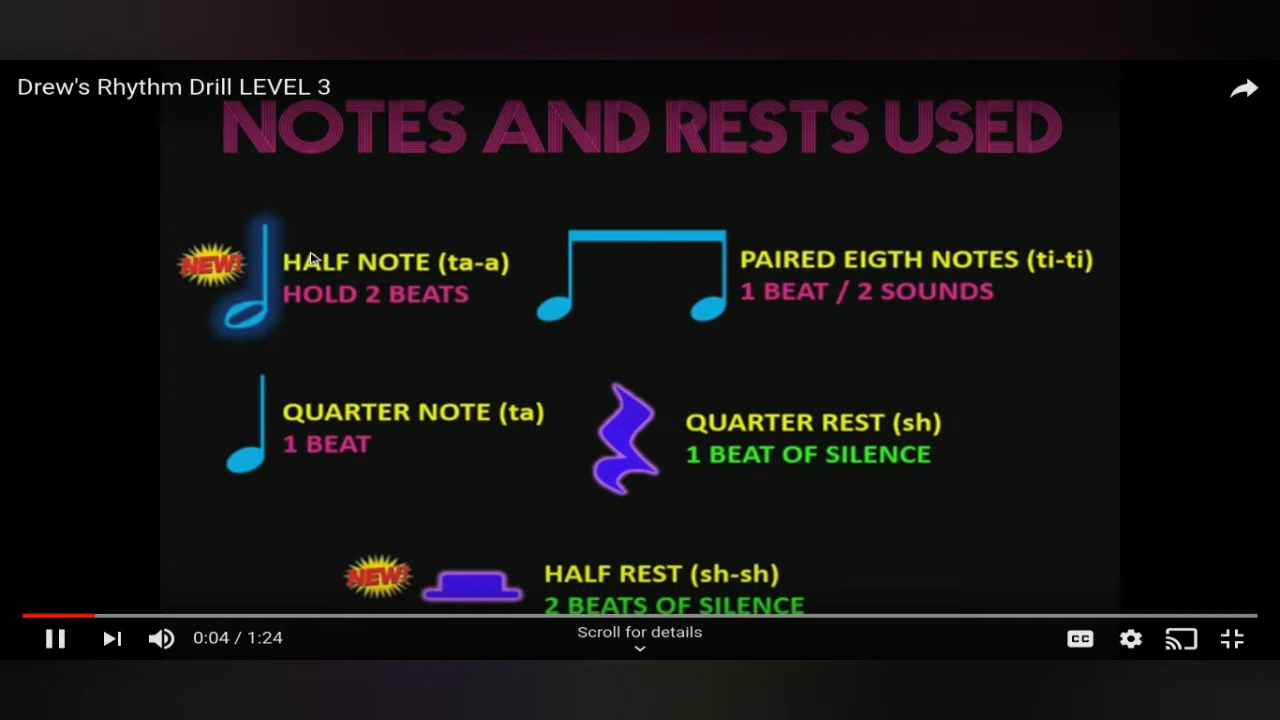 Drew's Rhythm Drill LEVEL 3
NOTES AND RESTS USED
NEW!
HALF NOTE (ta-a)
HOLD 2 BEATS
PAIRED EIGTH NOTES (ti-ti)
1 BEAT / 2 SOUNDS
QUARTER NOTE (ta)
1 BEAT
QUARTER REST (sh)
1 BEAT OF SILENCE
NEW!
HALF REST (sh-sh)
2 BEATS OF SILENCE
0:04 / 1:24
Scroll for details
CC